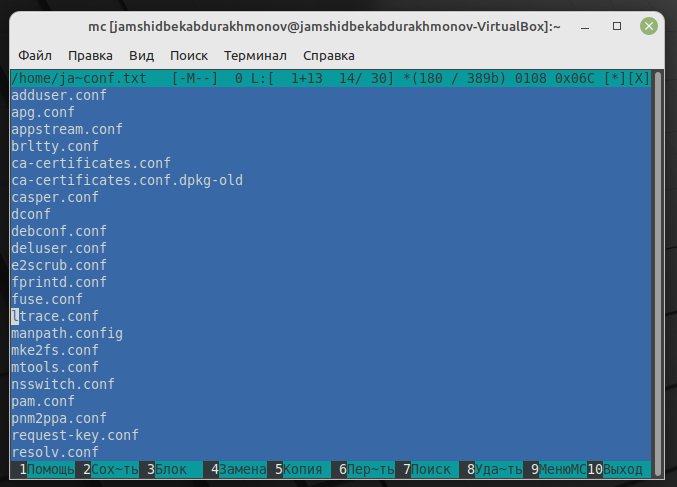 mc [jamshidbekabdurakhmonov@jamshidbekabdurakhmonov-VirtualBox]:~
Файл Правка Вид Поиск Терминал Справка
/home/ja~conf.txt [-M--] 0 L:[ 1+13 14/ 30] *(180 / 389b) 0108 0x06C [*][X]
adduser.conf
apg.conf
appstream.conf
brltty.conf
ca-certificates.conf
ca-certificates.conf.dpkg-old
casper.conf
dconf
debconf.conf
deluser.conf
e2scrub.conf
fprintd.conf
fuse.conf
ltrace.conf
manpath.config
mke2fs.conf
mtools.conf
nsswitch.conf
pam.conf
pnm2ppa.conf
request-key.conf
resolv.conf
1Помощь 2Сох~ть 3Блок 4Замена 5Копия 6Пер~ть 7Поиск 8Уда~ть 9МенюMC 10Выход